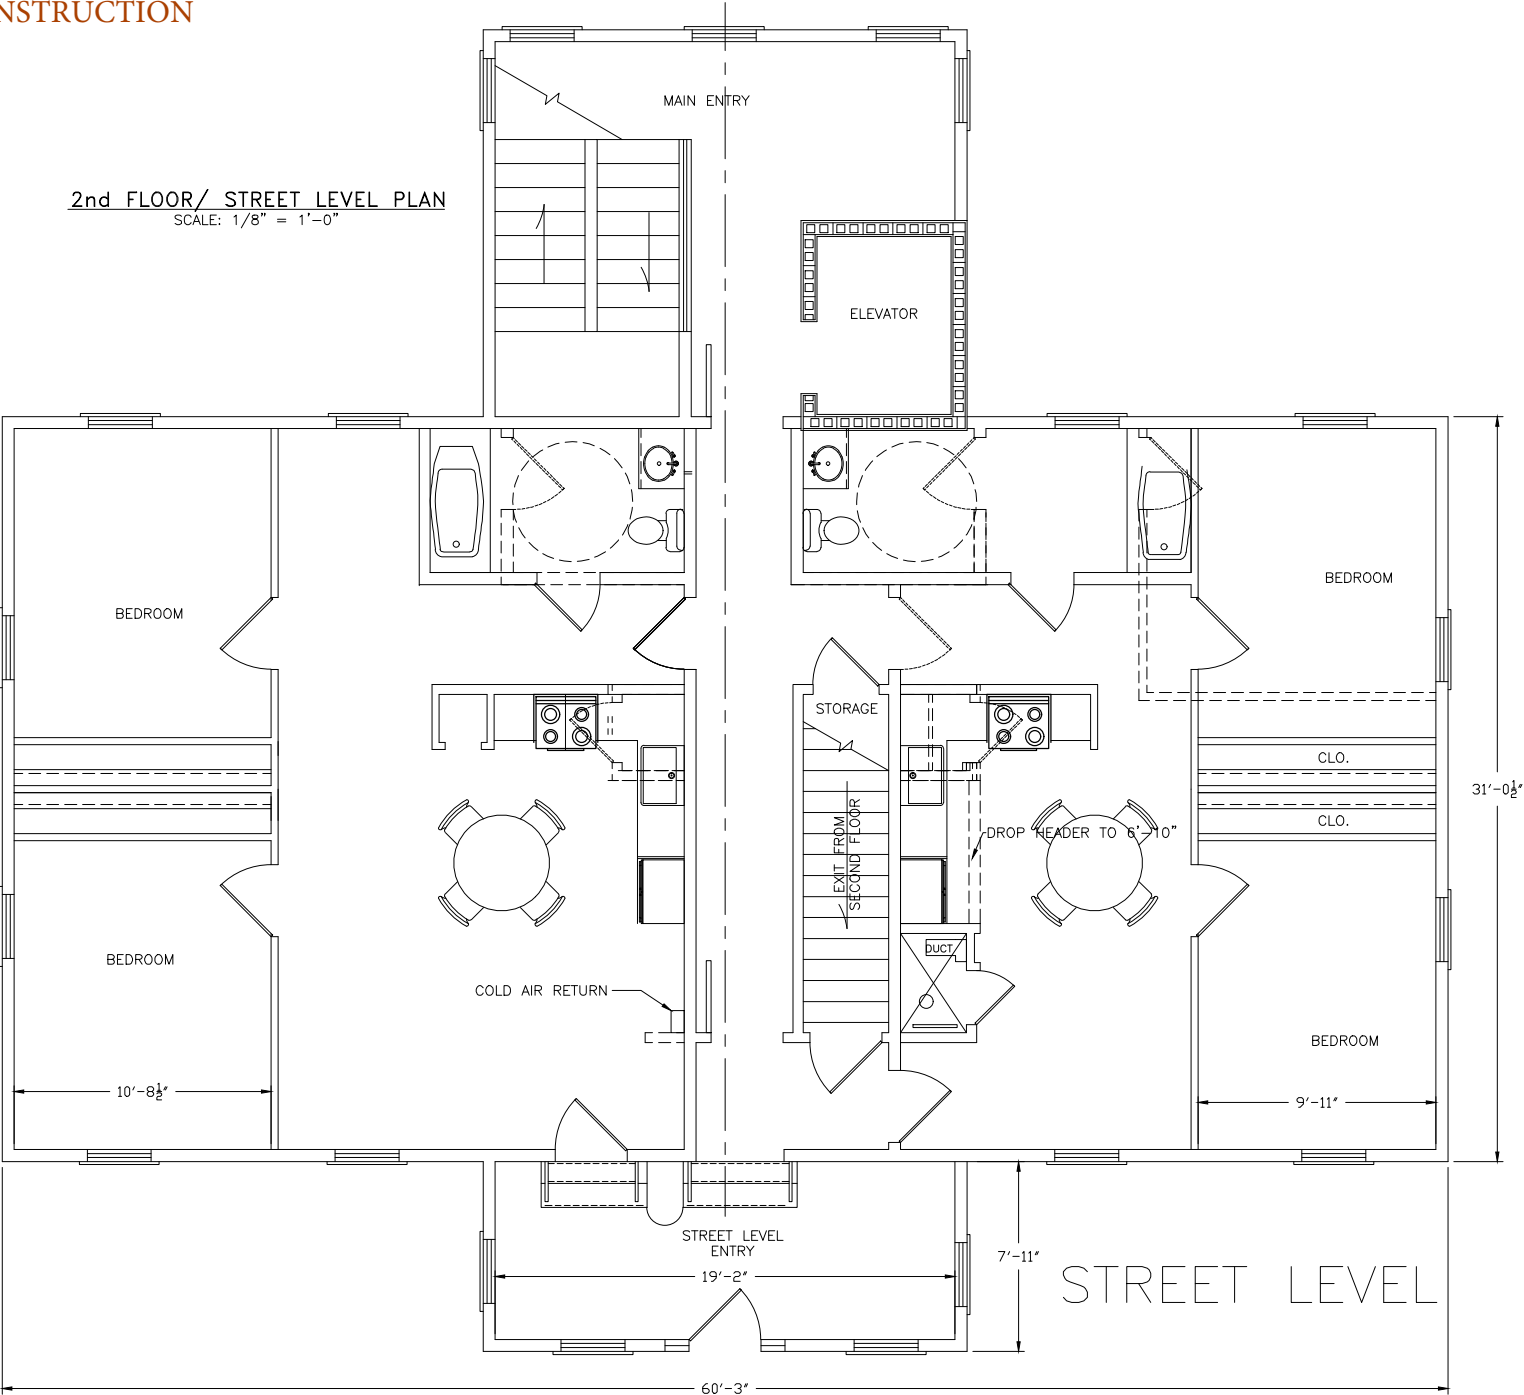 NSTRUCTION
MAIN ENTRY
2nd FLOOR/ STREET LEVEL PLAN
SCALE: 1/8" = 1'-0"
ELEVATOR
BEDROOM
BEDROOM
STORAGE
CLO.
31'-0½"
CLO.
EXIT FROM
SECOND FLOOR
DROP HEADER TO 6'-10"
DUCT
BEDROOM
COLD AIR RETURN
BEDROOM
10'-8½"
9'-11"
STREET LEVEL
ENTRY
7'-11"
19'-2"
STREET LEVEL
60'-3"